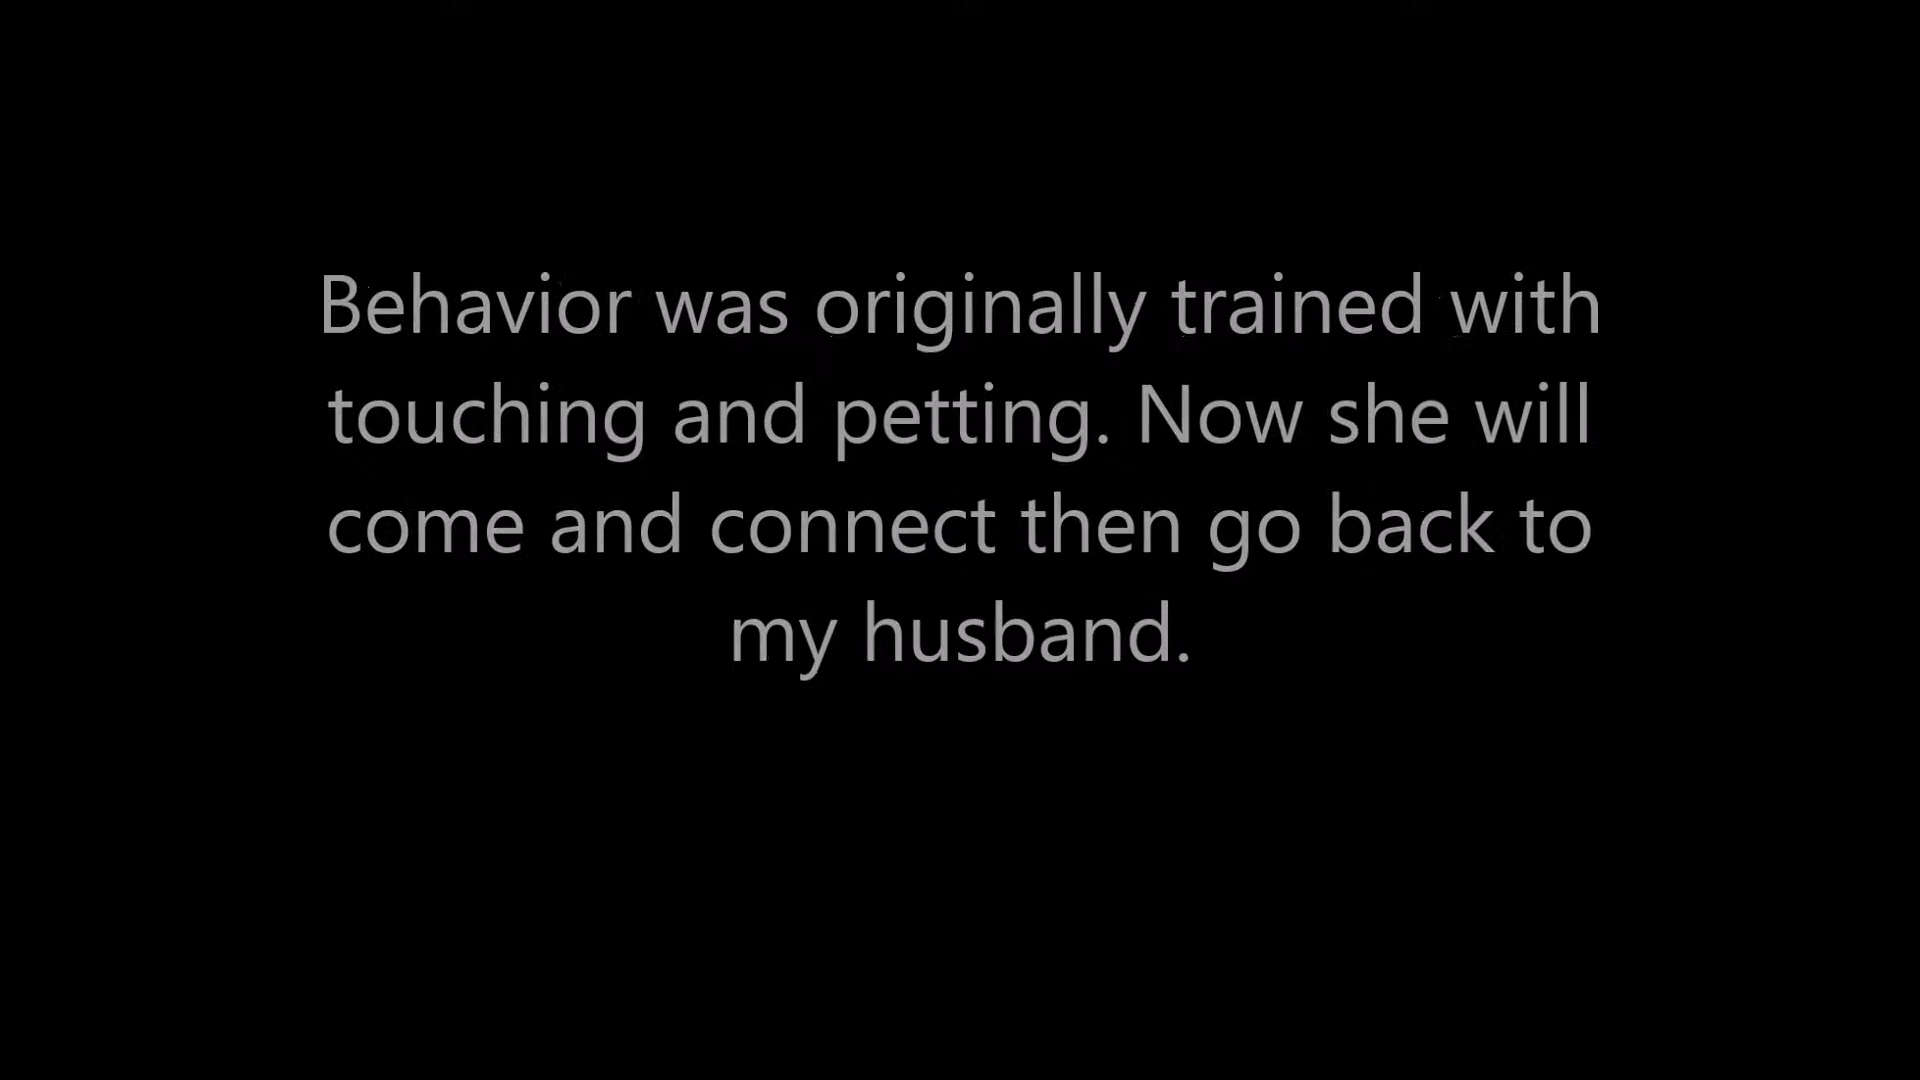 Behavior was originally trained with
touching and petting. Now she will
come and connect then go back to
my husband.